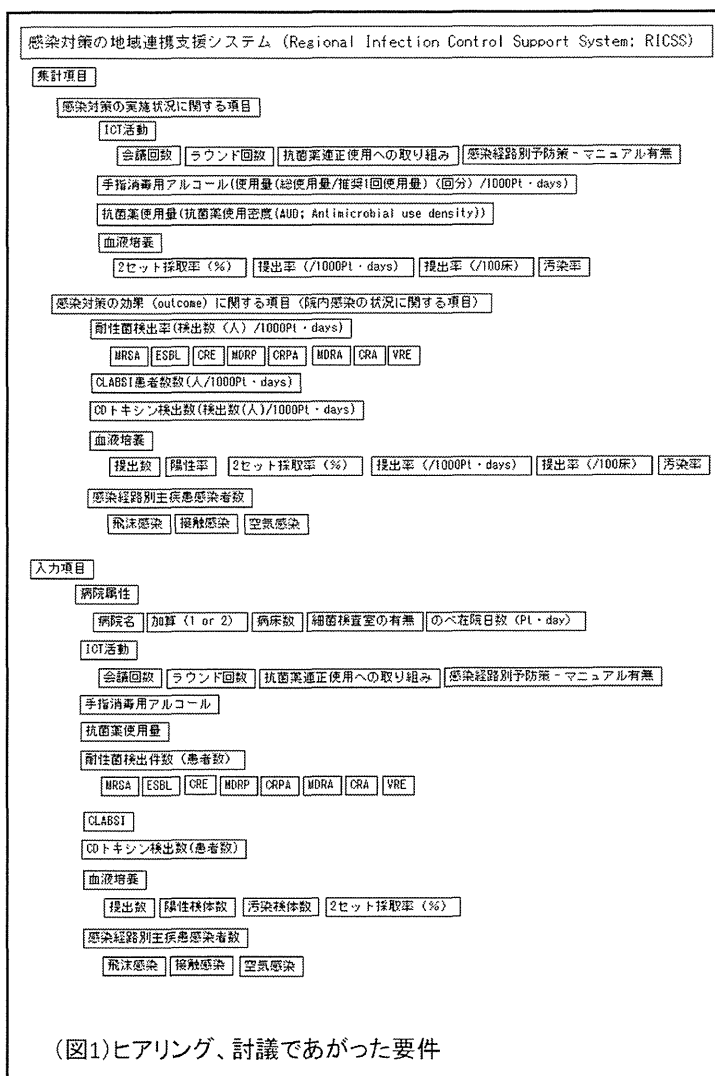 感染対策の地域連携支援システム (Regional Infection Control Support System; RICSS)
集計項目
感染対策の実施状況に関する項目
ICT活動
会議回数 ラウンド回数 抗菌薬適正使用への取り組み 感染経路別予防策-マニュアル有無
手指消毒用アルコール(使用量(総使用量/推奨1回使用量)(回分)/1000Pt・days)
抗菌薬使用量(抗菌薬使用密度(AUD; Antimicrobial use density))
血液培養
2セット採取率(%) 提出率(/1000Pt・days) 提出率(/100床) 汚染率
感染対策の効果(outcome)に関する項目(院内感染の状況に関する項目)
耐性菌検出率(検出数(人)/1000Pt・days)
MRSA ESBL CRE MDRP CRPA MDRA CRA VRE
CLABSI患者数数(人/1000Pt・days)
CDトキシン検出数(検出数(人)/1000Pt・days)
血液培養
提出数 陽性率 2セット採取率(%) 提出率(/1000Pt・days) 提出率(/100床) 汚染率
感染経路別主疾患感染者数
飛沫感染 接触感染 空気感染
入力項目
病院属性
病院名 加算(1 or 2) 病床数 細菌検査室の有無 のべ在院日数(Pt・day)
ICT活動
会議回数 ラウンド回数 抗菌薬適正使用への取り組み 感染経路別予防策-マニュアル有無
手指消毒用アルコール
抗菌薬使用量
耐性菌検出件数(患者数)
MRSA ESBL CRE MDRP CRPA MDRA CRA VRE
CLABSI
CDトキシン検出数(患者数)
血液培養
提出数 陽性検体数 汚染検体数 2セット採取率(%)
感染経路別主疾患感染者数
飛沫感染 接触感染 空気感染
(図1)ヒアリング、討議であがった要件